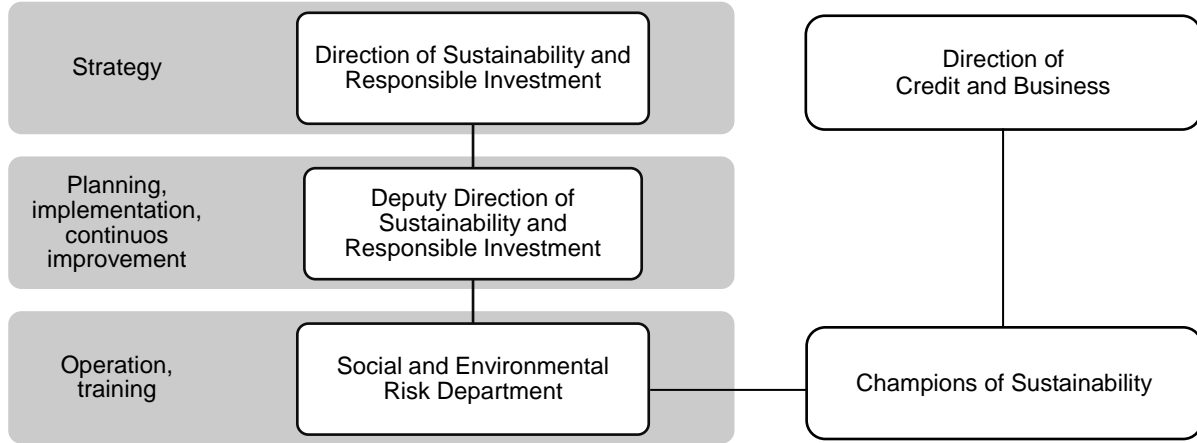 Strategy
Direction of Sustainability and
Responsible Investment
Direction of
Credit and Business
Planning,
implementation,
continuos
improvement
Deputy Direction of
Sustainability and
Responsible Investment
Operation,
training
Social and Environmental
Risk Department
Champions of Sustainability